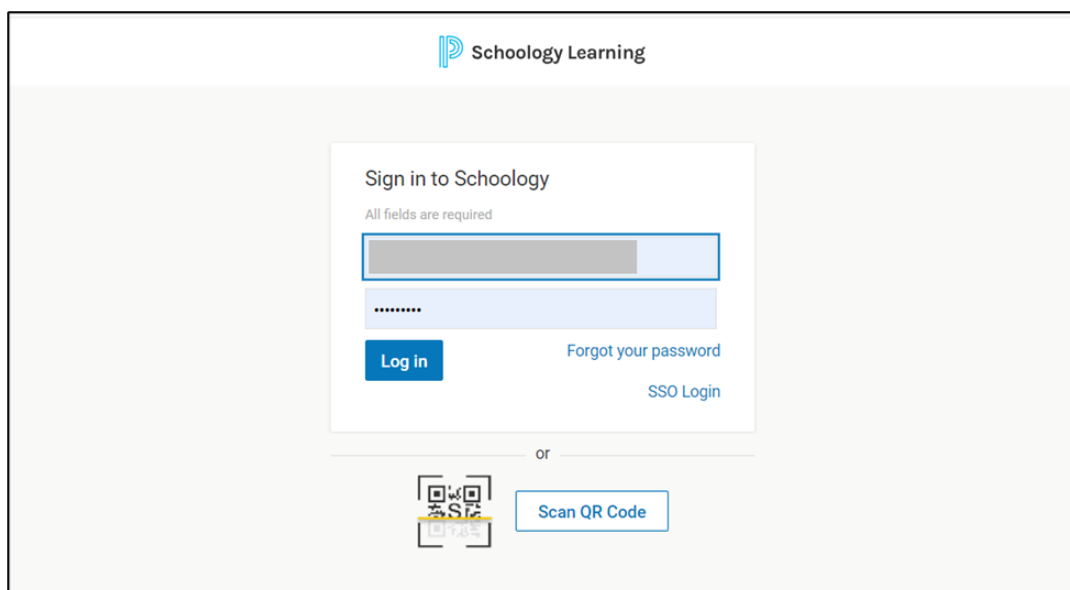 Schoology Learning
Sign in to Schoology
All fields are required
•••••••••
Log in
Forgot your password
SSO Login
or
S
Scan QR Code